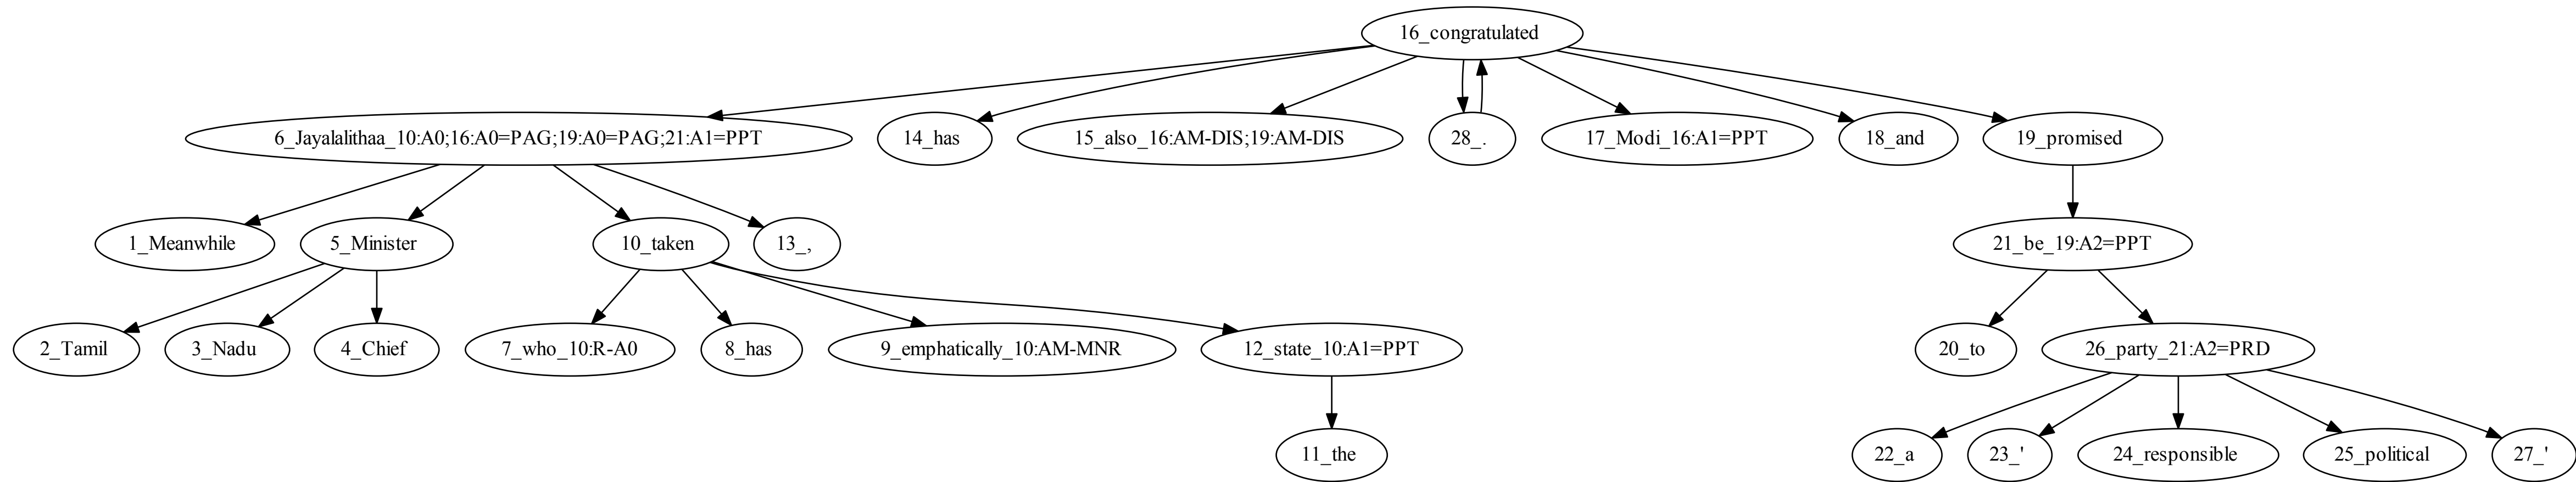 16_congratulated
6_Jayalithaa_10:A0;16:A0=PAG;19:A0=PAG;21:A1=PPT
14_has
15_also_16:AM-DIS;19:AM-DIS
28_.
17_Modi_16:A1=PPT
18_and
19_promised
1_Meanwhile
5_Minister
10_taken
13_,
21_be_19:A2=PPT
2_Tamil
3_Nadu
4_Chief
7_who_10:R-A0
8_has
9_emphatically_10:AM-MNR
12_state_10:A1=PPT
20_to
26_party_21:A2=PRD
11_the
22_a
23_'
24_responsible
25_political
27_'